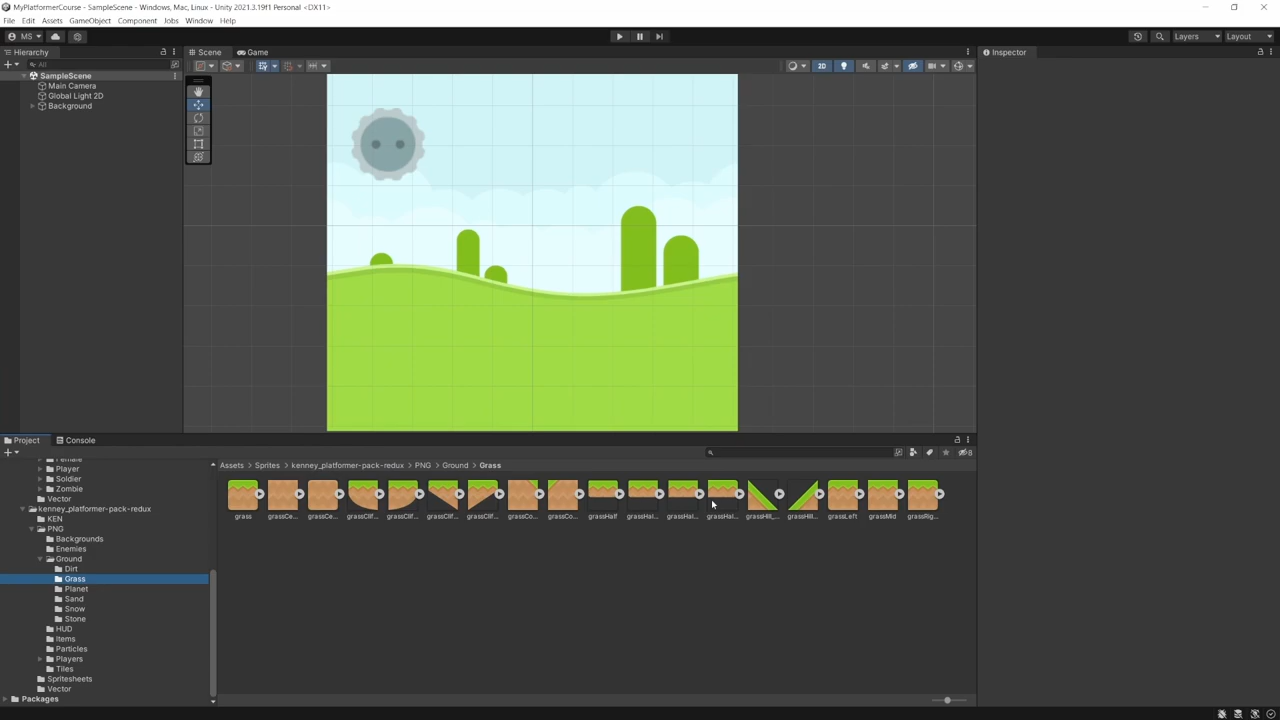 MyPlatformerCourse - SampleScene - Windows, Mac, Linux - Unity 2021.3.19f1 Personal <DX11>
File Edit Assets GameObject Component Jobs Window Help
MS Layers Layout
Hierarchy Scene Game Inspector
All
SampleScene 2D
Main Camera
Global Light 2D
Background
Project Console
8
Assets > Sprites > kenney_platformer-pack-redux > PNG > Ground > Grass
Player
Soldier
Zombie
Vector
kenney_platformer-pack-redux
grass grassCe... grassCe... grassClif... grassClif... grassClif... grassClif... grassCo... grassCo... grassHalf grassHal... grassHal... grassHal... grassHill_... grassHill... grassLeft grassMid grassRig...
KEN
PNG
Backgrounds
Enemies
Ground
Dirt
Grass
Planet
Sand
Snow
Stone
HUD
Items
Particles
Players
Tiles
Spritesheets
Vector
Packages